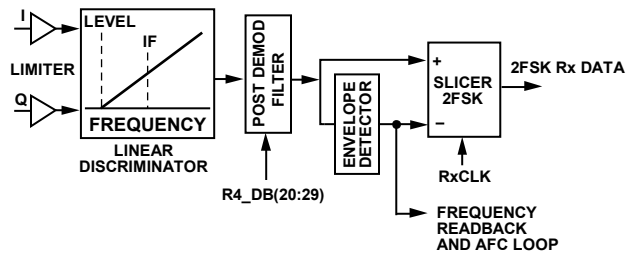 I
LIMITER
Q
LEVEL
IF
FREQUENCY
LINEAR
DISCRIMINATOR
POST DEMOD
FILTER
R4_DB(20:29)
ENVELOPE
DETECTOR
+
SLICER
2FSK
–
2FSK Rx DATA
RxCLK
FREQUENCY
READBACK
AND AFC LOOP